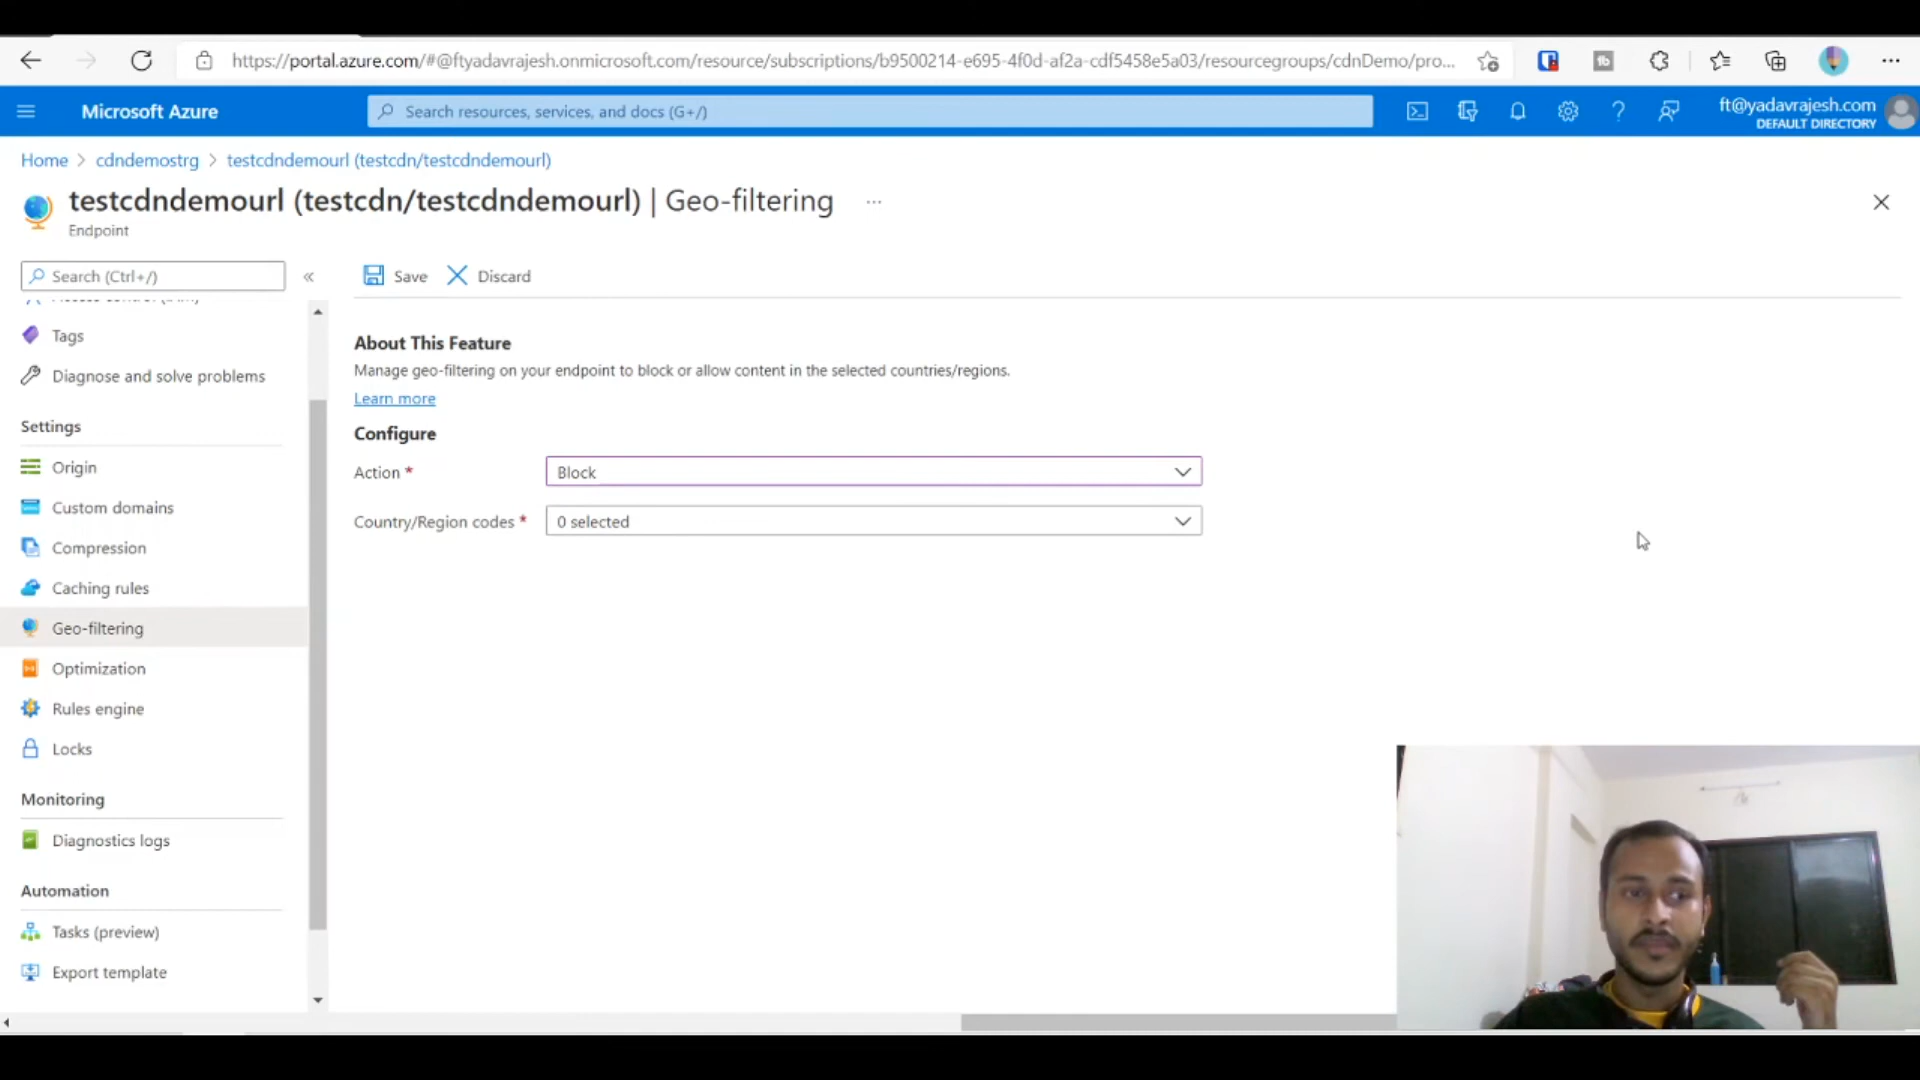 https://portal.azure.com/#@ftyadavrajesh.onmicrosoft.com/resource/subscriptions/b9500214-e695-4f0d-af2a-cdf5458e5a03/resourcegroups/cdnDemo/pro...
Microsoft Azure
Search resources, services, and docs (G+/)
ft@yadavrajesh.com
DEFAULT DIRECTORY
Home > cdndemostrg > testcdndemourl (testcdn/testcdndemourl)
testcdndemourl (testcdn/testcdndemourl) | Geo-filtering ...
Endpoint
Search (Ctrl+/)
Save
Discard
Tags
Diagnose and solve problems
Settings
Origin
Custom domains
Compression
Caching rules
Geo-filtering
Optimization
Rules engine
Locks
Monitoring
Diagnostics logs
Automation
Tasks (preview)
Export template
About This Feature
Manage geo-filtering on your endpoint to block or allow content in the selected countries/regions.
Learn more
Configure
Action *
Block
Country/Region codes *
0 selected